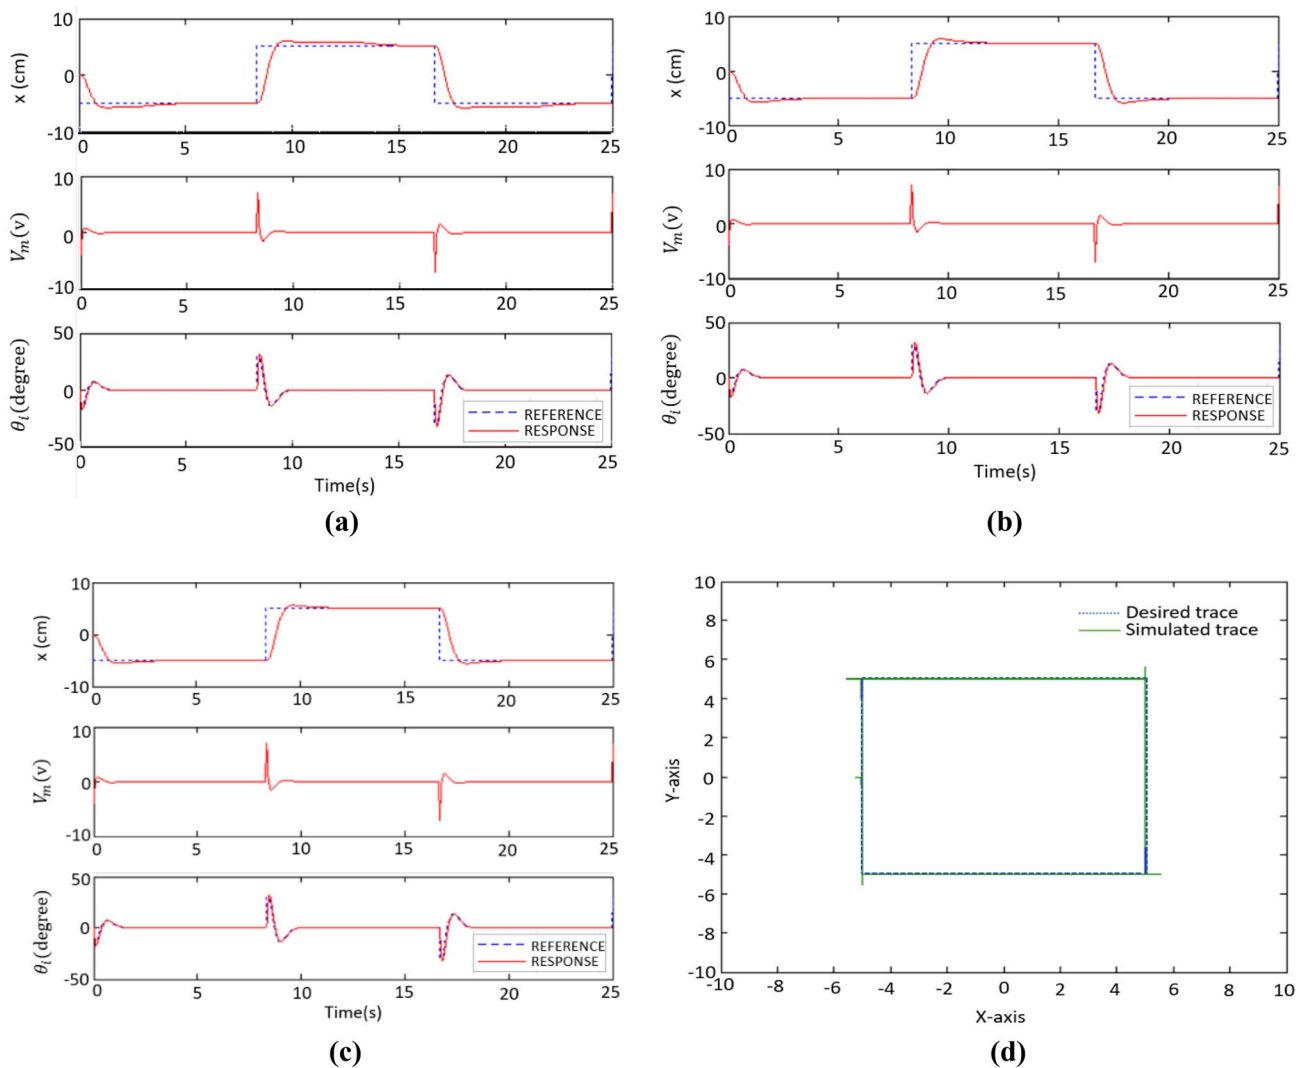 10
0
-10
x (cm)
0 5 10 15 20 25
10
0
-10
V_m(v)
0 5 10 15 20 25
50
0
-50
θ_i(degree)
REFERENCE
RESPONSE
0 5 10 15 20 25
Time(s)
(a)
10
0
-10
x (cm)
0 5 10 15 20 25
10
0
-10
V_m(v)
0 5 10 15 20 25
50
0
-50
θ_i(degree)
REFERENCE
RESPONSE
0 5 10 15 20 25
Time(s)
(b)
10
0
-10
x (cm)
0 5 10 15 20 25
10
0
-10
V_m(v)
0 5 10 15 20 25
50
0
-50
θ_i(degree)
REFERENCE
RESPONSE
0 5 10 15 20 25
Time(s)
(c)
10
8
6
4
2
0
-2
-4
-6
-8
-10
Y-axis
Desired trace
Simulated trace
-10 -8 -6 -4 -2 0 2 4 6 8 10
X-axis
(d)